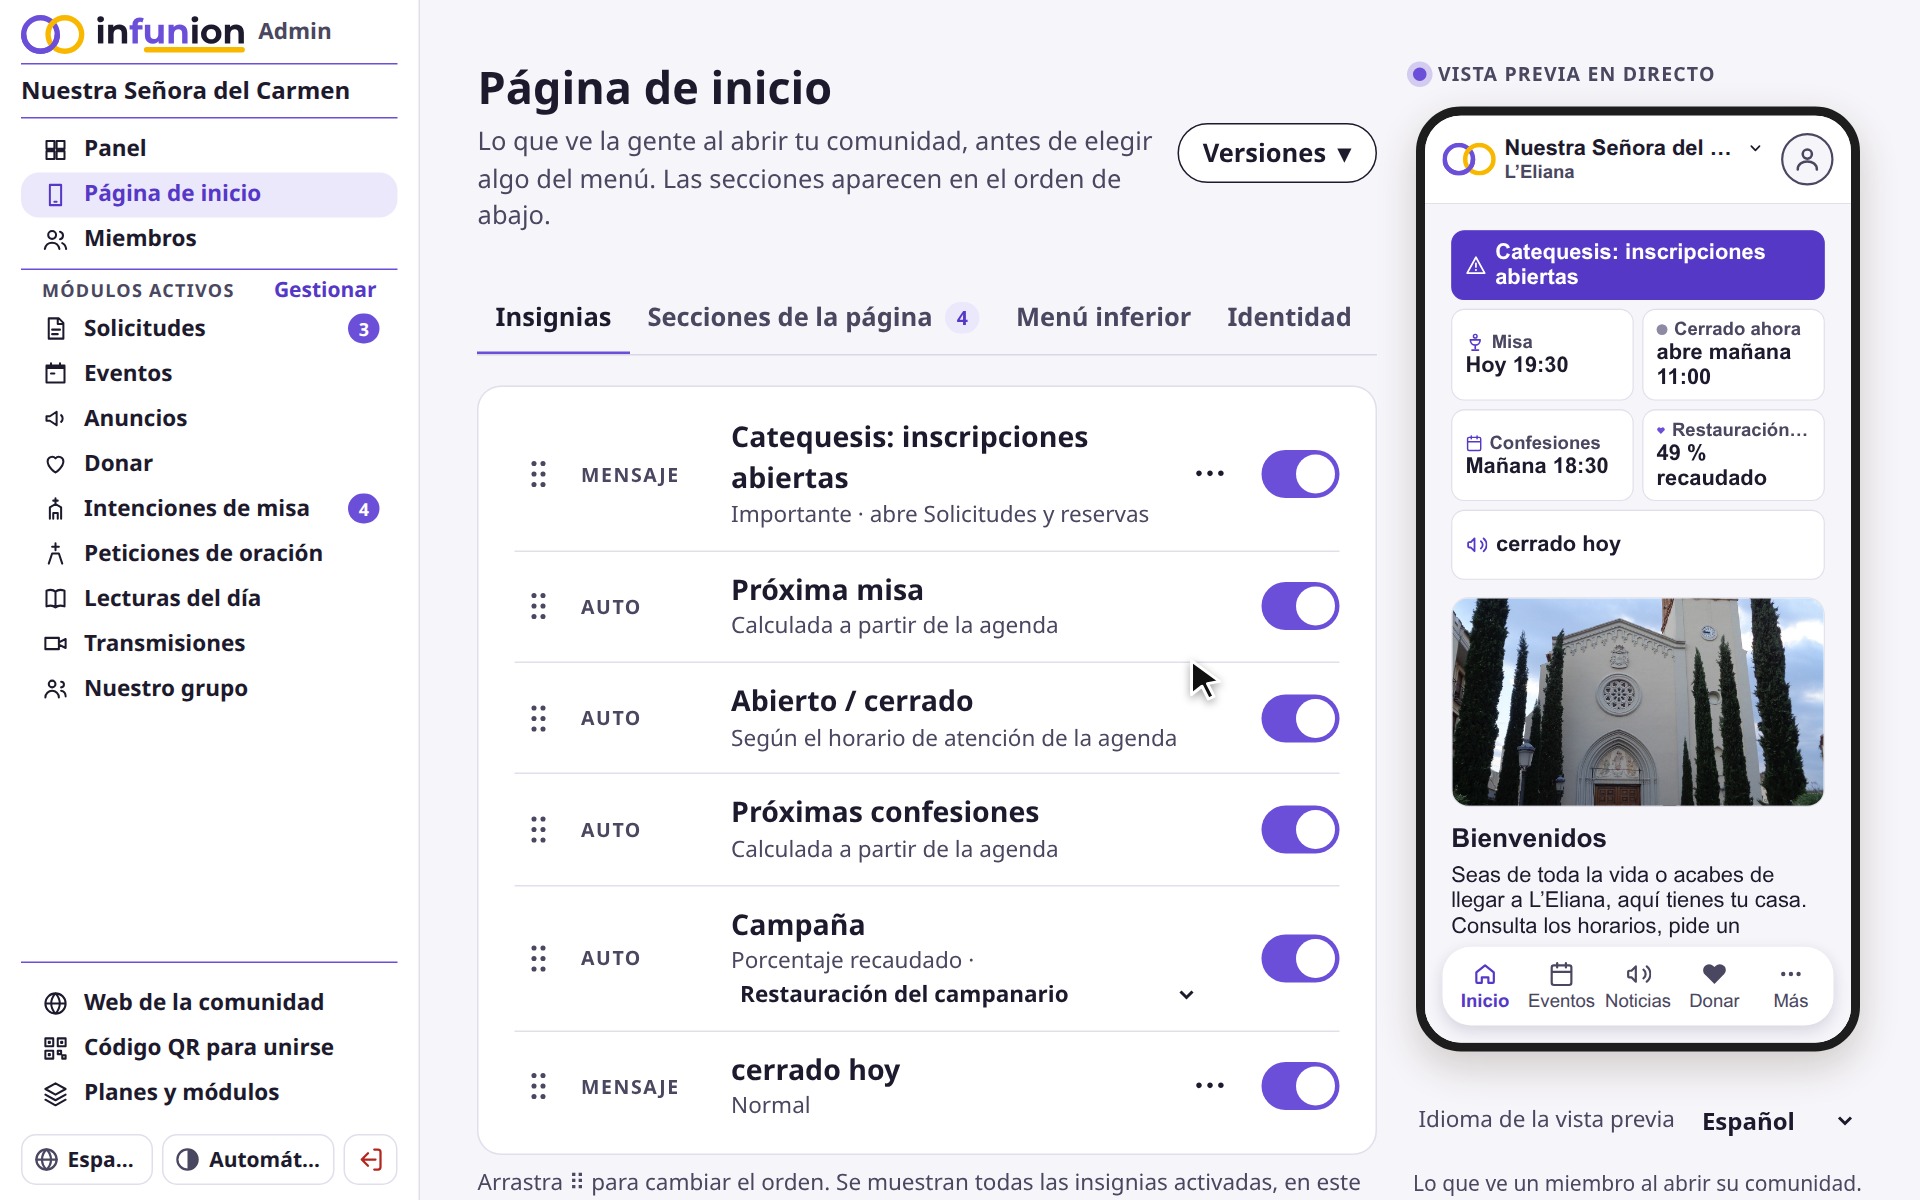 infunion Admin
Nuestra Señora del Carmen
Panel
Página de inicio
Miembros
MÓDULOS ACTIVOS Gestionar
Solicitudes 3
Eventos
Anuncios
Donar
Intenciones de misa 4
Peticiones de oración
Lecturas del día
Transmisiones
Nuestro grupo
Web de la comunidad
Código QR para unirse
Planes y módulos
Espa... Automát...
Página de inicio
Lo que ve la gente al abrir tu comunidad, antes de elegir
algo del menú. Las secciones aparecen en el orden de
abajo.
Versiones ▾
Insignias Secciones de la página 4 Menú inferior Identidad
MENSAJE
Catequesis: inscripciones
abiertas
Importante · abre Solicitudes y reservas
AUTO
Próxima misa
Calculada a partir de la agenda
AUTO
Abierto / cerrado
Según el horario de atención de la agenda
AUTO
Próximas confesiones
Calculada a partir de la agenda
AUTO
Campaña
Porcentaje recaudado ·
Restauración del campanario
MENSAJE
cerrado hoy
Normal
Arrastra ⠿ para cambiar el orden. Se muestran todas las insignias activadas, en este
VISTA PREVIA EN DIRECTO
Nuestra Señora del ...
L’Eliana
Catequesis: inscripciones
abiertas
Misa
Hoy 19:30
Cerrado ahora
abre mañana
11:00
Confesiones
Mañana 18:30
Restauración...
49 %
recaudado
cerrado hoy
Bienvenidos
Seas de toda la vida o acabes de
llegar a L’Eliana, aquí tienes tu casa.
Consulta los horarios, pide un
Inicio Eventos Noticias Donar Más
Idioma de la vista previa Español
Lo que ve un miembro al abrir su comunidad.